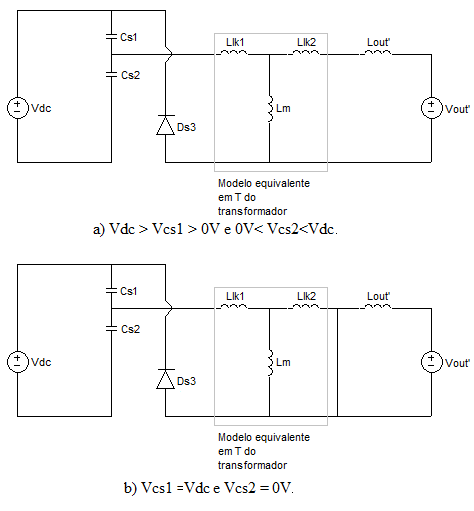 Cs1
Llk1 Llk2 Lout'
Cs2
Vdc
Lm
Vout'
Ds3
Modelo equivalente
em T do
transformador
a) Vdc > Vcs1 > 0V e 0V< Vcs2<Vdc.
Cs1
Llk1 Llk2 Lout'
Cs2
Vdc
Lm
Vout'
Ds3
Modelo equivalente
em T do
transformador
b) Vcs1 =Vdc e Vcs2 = 0V.